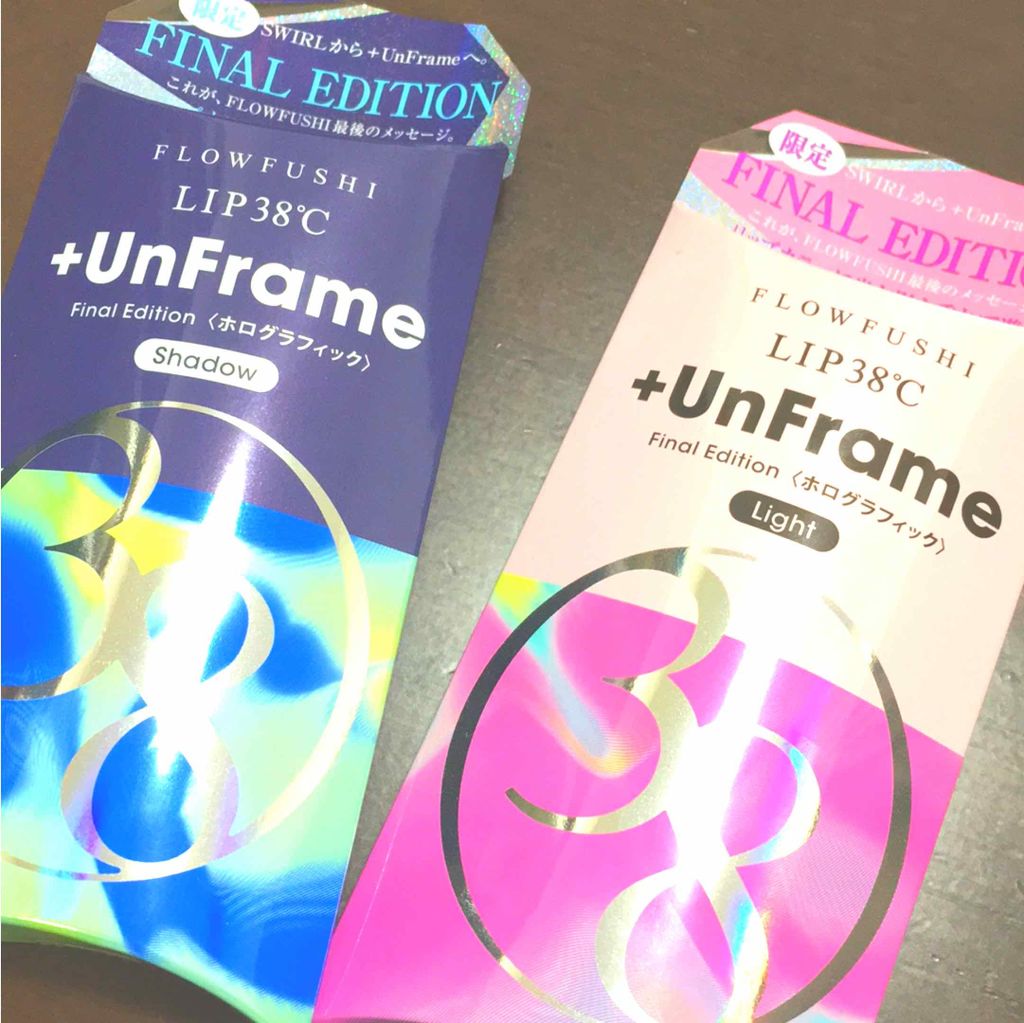 限定
SWIRLから+UnFrameへ。
FINAL EDITION
これが、FLOWFUSHI最後のメッセージ。
FLOWFUSHI
LIP38℃
+UnFrame
Final Edition〈ホログラフィック〉
Shadow
38
限定
SWIRLから+UnFra
FINAL EDITI
これが、FLOWFUSHI最後のメッセージ
FLOWFUSHI
LIP38℃
+UnFrame
Final Edition〈ホログラフィック〉
Light
38